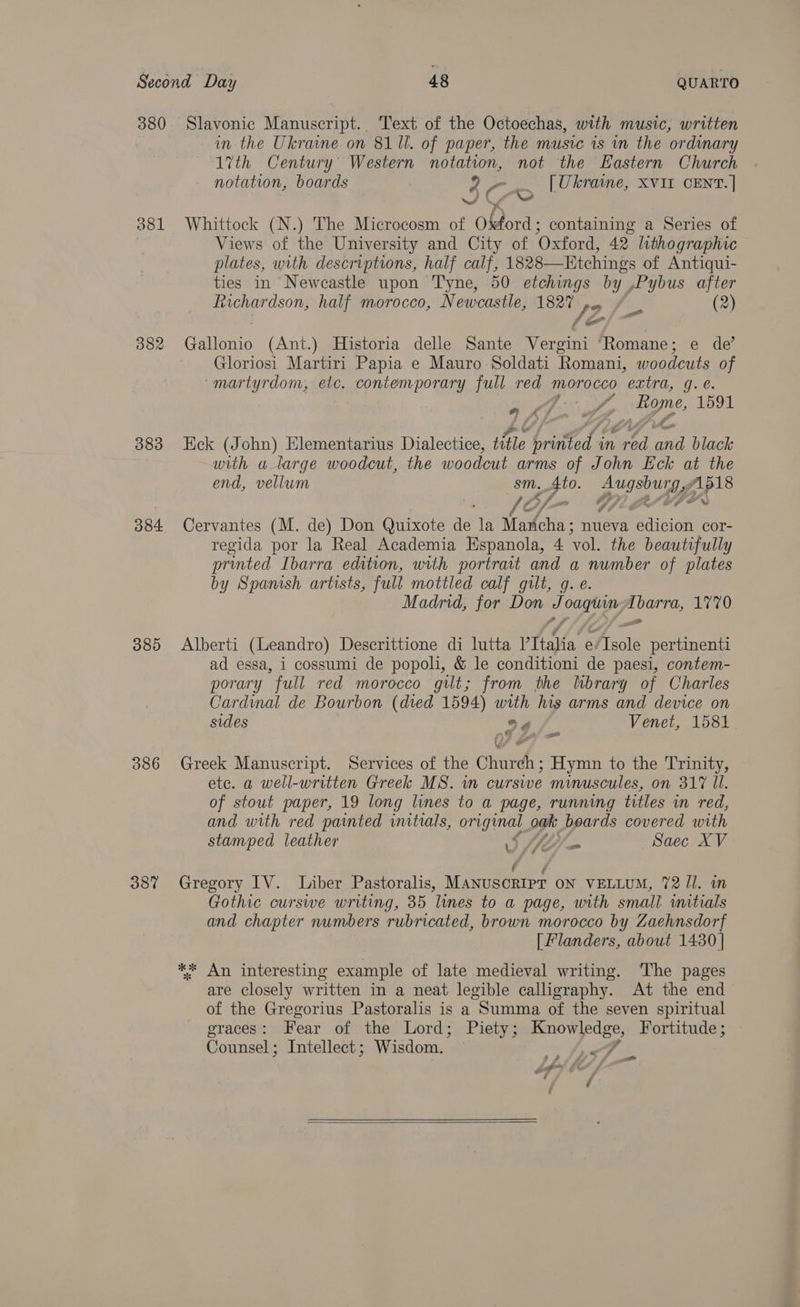 Second Day 48 QUARTO
380 Slavonic Manuscript. Text of the Octoechas, with music, written
in the Ukraine on 81 ll. of paper, the music is in the ordinary
17th Century Western notation, not the Eastern Church
notation, boards [Ukraine, XVII CENT.]
381 Whittock (N.) The Microcosm of Oxford; containing a Series of
Views of the University and City of Oxford, 42 lithographic
plates, with descriptions, half calf, 1828—Etchings of Antiqui-
ties in Newcastle upon Tyne, 50 etchings by Pybus after
Richardson, half morocco, Newcastle, 1827 (2)
382 Gallonio (Ant.) Historia delle Sante Vergini Romane; e de'
Gloriosi Martiri Papia e Mauro Soldati Romani, woodcuts of
martyrdom, etc. contemporary full red morocco extra, g. e.
Rome, 1591
383 Eck (John) Elementarius Dialectice, title printed in red and black
with a large woodcut, the woodcut arms of John Eck at the
end, vellum sm. 4to. Augsburg, 1518
384 Cervantes (M. de) Don Quixote de la Mancha; nueva edicion cor-
regida por la Real Academia Espanola, 4 vol. the beautifully
printed Ibarra edition, with portrait and a number of plates
by Spanish artists, full mottled calf gilt, g. e.
Madrid, for Don Joaquin Ibarra, 1770
385 Alberti (Leandro) Descrittione di lutta l'Italia e Isole pertinenti
ad essa, i cossumi de popoli, & le conditioni de paesi, contem-
porary full red morocco gilt; from the library of Charles
Cardinal de Bourbon (died 1594) with his arms and device on
sides Venet, 1581
386 Greek Manuscript. Services of the Church; Hymn to the Trinity,
etc. a well-written Greek MS. in cursive minuscules, on 317 ll.
of stout paper, 19 long lines to a page, running titles in red,
and with red painted initials, original oak boards covered with
stamped leather Saec XV
387 Gregory IV. Liber Pastoralis, MANUSCRIPT ON VELLUM, 72 ll. in
Gothic cursive writing, 35 lines to a page, with small initials
and chapter numbers rubricated, brown morocco by Zaehnsdorf
[Flanders, about 1430]
*** An interesting example of late medieval writing. The pages
are closely written in a neat legible calligraphy. At the end
of the Gregorius Pastoralis is a Summa of the seven spiritual
graces: Fear of the Lord; Piety; Knowledge, Fortitude;
Counsel; Intellect; Wisdom.